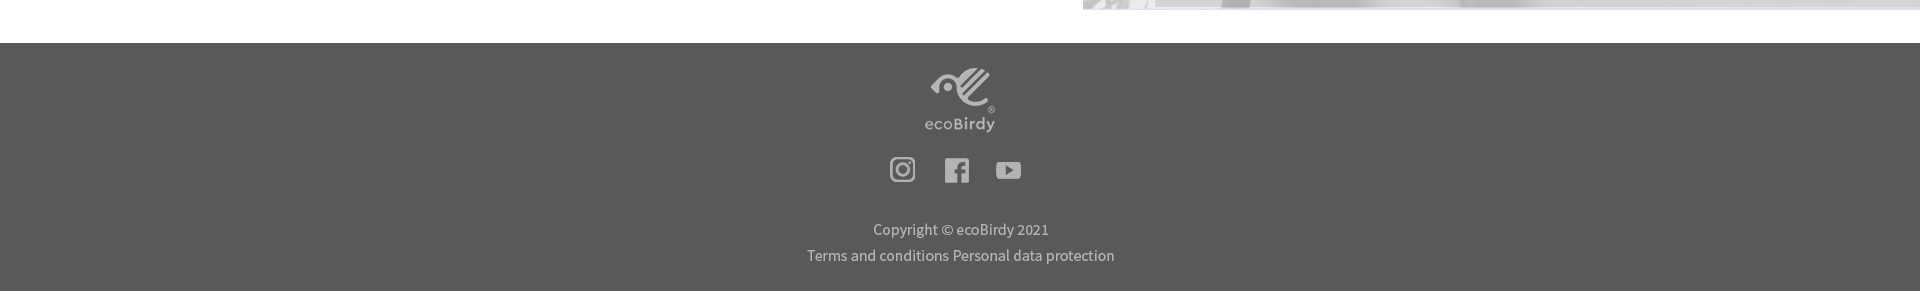 ecoBirdy®
Copyright © ecoBirdy 2021
Terms and conditions Personal data protection